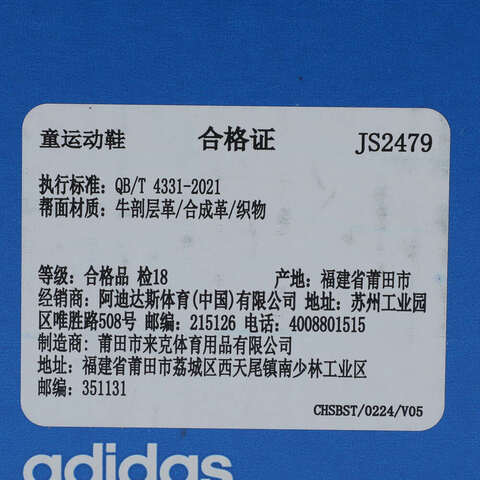 童运动鞋 合格证 JS2479
执行标准：QB/T 4331-2021
帮面材质：牛剖层革/合成革/织物
等级：合格品 检18 产地：福建省莆田市
经销商：阿迪达斯体育(中国)有限公司 地址：苏州工业园
区唯胜路508号 邮编：215126 电话：4008801515
制造商：莆田市来克体育用品有限公司
地址：福建省莆田市荔城区西天尾镇南少林工业区
邮编：351131
CHSBST/0224/V05
adidas